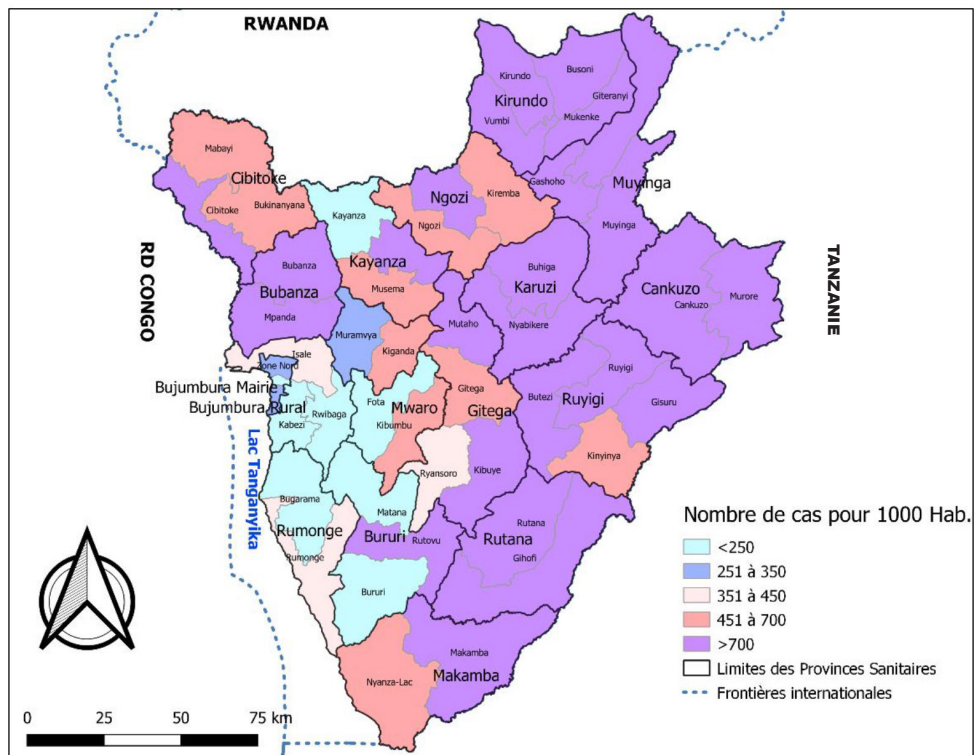 RWANDA
Kirundo
Busoni
Kirundo
Giteranyi
Vumbi
Mukenke
Mabayi
Cibitoke
Gashoho
Muyinga
Bukinanyana
Cibitoke
Kayanza
Ngozi
Kiremba
Ngozi
Muyinga
RD CONGO
TANZANIE
Bubanza
Kayanza
Buhiga
Karuzi
Cankuzo
Bubanza
Musema
Cankuzo
Murore
Mpanda
Mutaho
Nyabikere
Muramvya
Kiganda
Isale
Zone Nord
Ruyigi
Bujumbura Mairie
Bujumbura Rural
Fota
Mwaro
Gitega
Gitega
Butezi
Ruyigi
Gisuru
Rwibaga
Kabezi
Kibumbu
Lac Tanganyika
Ryansoro
Kibuye
Kinyinya
Bugarama
Matana
Rumonge
Rumonge
Bururi
Rutovu
Rutana
Rutana
Gihofi
Bururi
Makamba
Makamba
Nyanza-Lac
Nombre de cas pour 1000 Hab.
<250
251 à 350
351 à 450
451 à 700
>700
Limites des Provinces Sanitaires
Frontières internationales
0 25 50 75 km